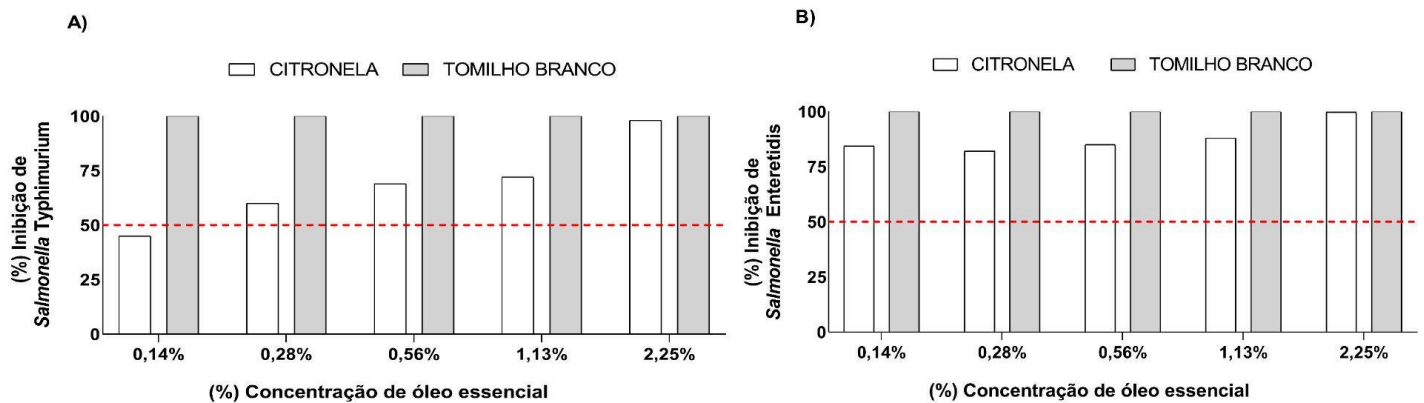 A)
CITRONELA TOMILHO BRANCO
(%) Inibição de
Salmonella Typhimurium
100
75
50
25
0
0,14% 0,28% 0,56% 1,13% 2,25%
(%) Concentração de óleo essencial
B)
CITRONELA TOMILHO BRANCO
(%) Inibição de
Salmonella Enteretidis
100
75
50
25
0
0,14% 0,28% 0,56% 1,13% 2,25%
(%) Concentração de óleo essencial